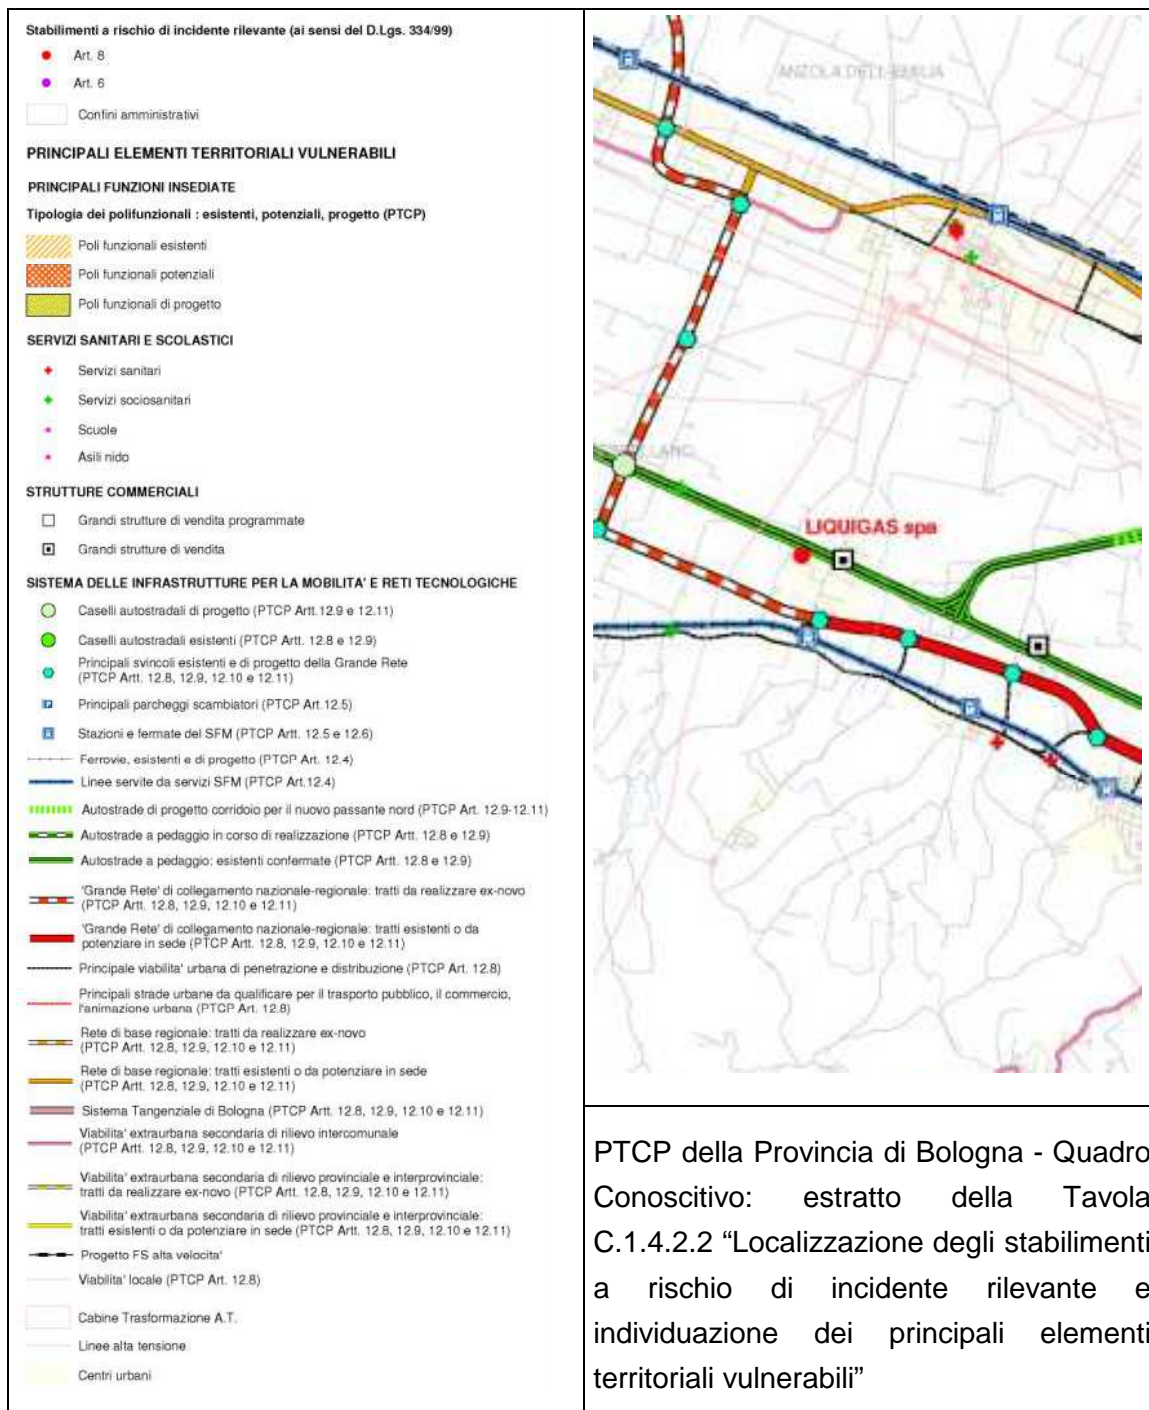 Stabilimenti a rischio di incidente rilevante (ai sensi del D.Lgs. 334/99)
Art. 8
Art. 6
Confini amministrativi
PRINCIPALI ELEMENTI TERRITORIALI VULNERABILI
PRINCIPALI FUNZIONI INSEDIATE
Tipologia dei polifunzionali : esistenti, potenziali, progetto (PTCP)
Poli funzionali esistenti
Poli funzionali potenziali
Poli funzionali di progetto
SERVIZI SANITARI E SCOLASTICI
Servizi sanitari
Servizi sociosanitari
Scuole
Asili nido
STRUTTURE COMMERCIALI
Grandi strutture di vendita programmate
Grandi strutture di vendita
SISTEMA DELLE INFRASTRUTTURE PER LA MOBILITA' E RETI TECNOLOGICHE
Caselli autostradali di progetto (PTCP Artt.12.9 e 12.11)
Caselli autostradali esistenti (PTCP Artt. 12.8 e 12.9)
Principali svincoli esistenti e di progetto della Grande Rete
(PTCP Artt. 12.8, 12.9, 12.10 e 12.11)
Principali parcheggi scambiatori (PTCP Art.12.5)
Stazioni e fermate del SFM (PTCP Artt. 12.5 e 12.6)
Ferrovie, esistenti e di progetto (PTCP Art. 12.4)
Linee servite da servizi SFM (PTCP Art.12.4)
Autostrade di progetto corridoio per il nuovo passante nord (PTCP Art. 12.9-12.11)
Autostrade a pedaggio in corso di realizzazione (PTCP Artt. 12.8 e 12.9)
Autostrade a pedaggio: esistenti confermate (PTCP Artt. 12.8 e 12.9)
'Grande Rete' di collegamento nazionale-regionale: tratti da realizzare ex-novo
(PTCP Artt. 12.8, 12.9, 12.10 e 12.11)
'Grande Rete' di collegamento nazionale-regionale: tratti esistenti o da
potenziare in sede (PTCP Artt. 12.8, 12.9, 12.10 e 12.11)
Principale viabilita' urbana di penetrazione e distribuzione (PTCP Art. 12.8)
Principali strade urbane da qualificare per il trasporto pubblico, il commercio,
l'animazione urbana (PTCP Art. 12.8)
Rete di base regionale: tratti da realizzare ex-novo
(PTCP Artt. 12.8, 12.9, 12.10 e 12.11)
Rete di base regionale: tratti esistenti o da potenziare in sede
(PTCP Artt. 12.8, 12.9, 12.10 e 12.11)
Sistema Tangenziale di Bologna (PTCP Artt. 12.8, 12.9, 12.10 e 12.11)
Viabilita' extraurbana secondaria di rilievo intercomunale
(PTCP Artt. 12.8, 12.9, 12.10 e 12.11)
Viabilita' extraurbana secondaria di rilievo provinciale e interprovinciale:
tratti da realizzare ex-novo (PTCP Artt. 12.8, 12.9, 12.10 e 12.11)
Viabilita' extraurbana secondaria di rilievo provinciale e interprovinciale:
tratti esistenti o da potenziare in sede (PTCP Artt. 12.8, 12.9, 12.10 e 12.11)
Progetto FS alta velocita'
Viabilita' locale (PTCP Art. 12.8)
Cabine Trasformazione A.T.
Linee alta tensione
Centri urbani
ANZOLA DELL'EMILIA
LIQUIGAS spa
PTCP della Provincia di Bologna - Quadro
Conoscitivo: estratto della Tavola
C.1.4.2.2 “Localizzazione degli stabilimenti
a rischio di incidente rilevante e
individuazione dei principali elementi
territoriali vulnerabili”